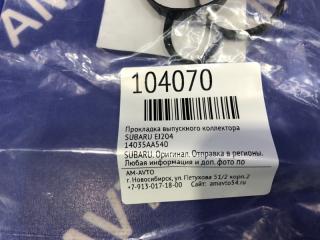 104070
Прокладка выпускного коллектора
SUBARU EJ204
14035AA540
SUBARU. Оригинал. Отправка в регионы.
Любая информация и доп. фото по
AM-AVTO
г. Новосибирск, ул. Петухова 51/2 корп.2
+7-913-017-18-00 Сайт: amavto54.ru